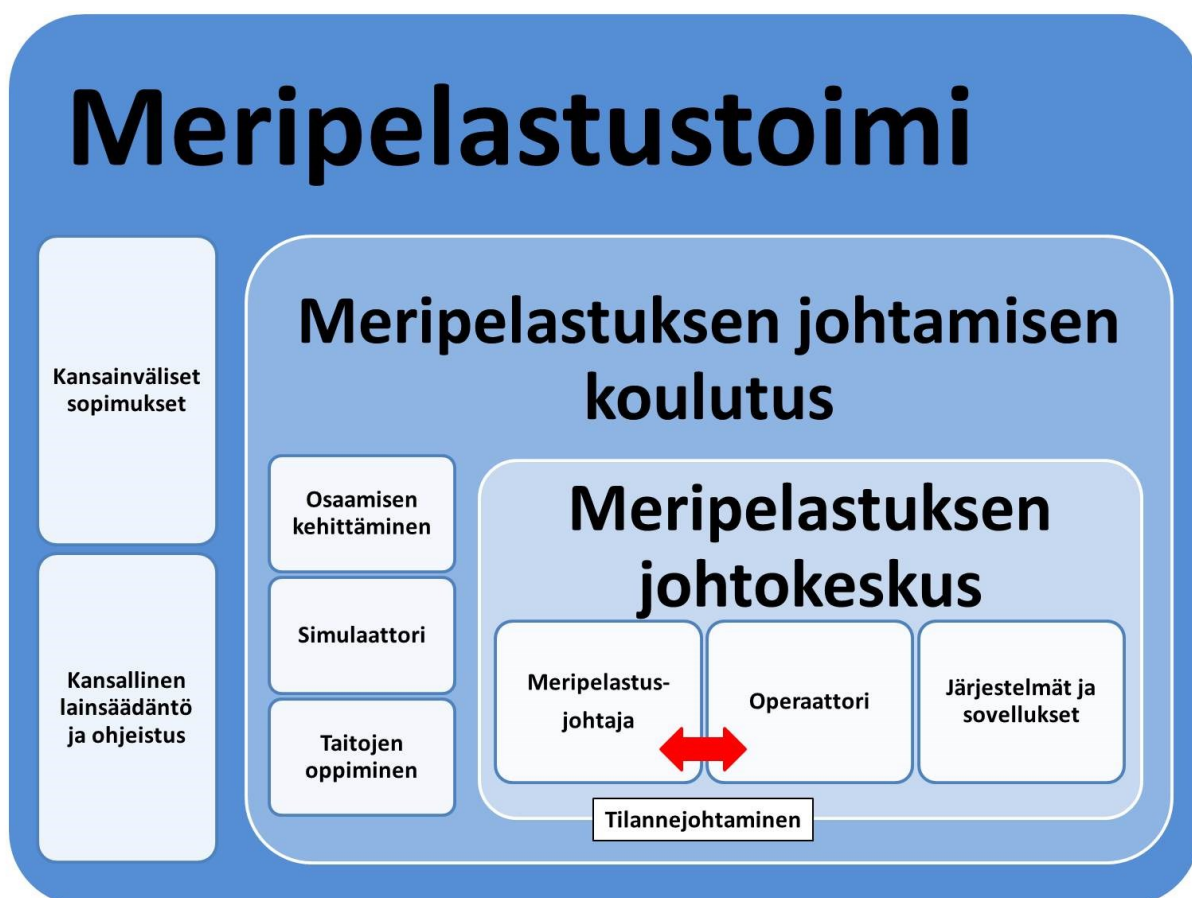 Meripelastustoimi
Kansainväliset
sopimukset
Kansallinen
lainsäädäntö
ja ohjeistus
Meripelastuksen johtamisen
koulutus
Osaamisen
kehittäminen
Simulaattori
Taitojen
oppiminen
Meripelastuksen
johtokeskus
Meripelastus-
johtaja
Operaattori
Järjestelmät ja
sovellukset
Tilannejohtaminen